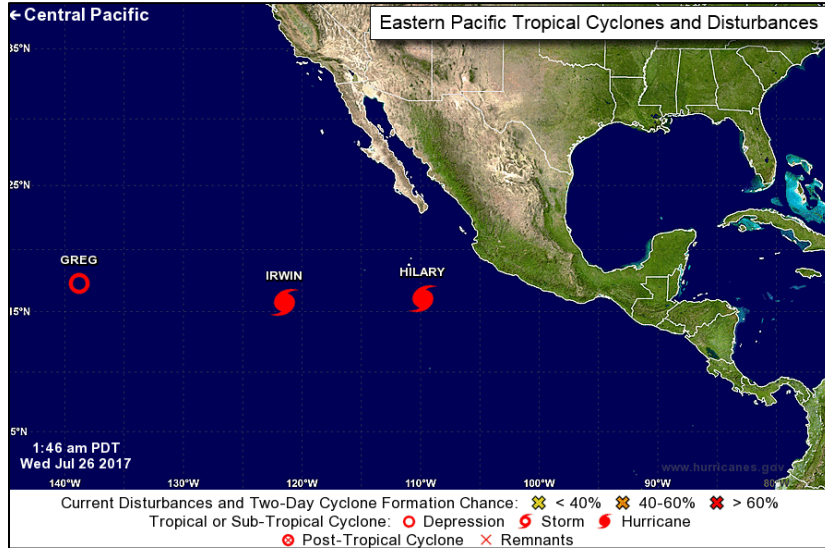 ← Central Pacific
Eastern Pacific Tropical Cyclones and Disturbances
35°N
25°N
GREG
IRWIN
HILARY
15°N
5°N
1:46 am PDT
Wed Jul 26 2017
www.hurricanes.gov
140°W 130°W 120°W 110°W 100°W 90°W 80°W
Current Disturbances and Two-Day Cyclone Formation Chance: < 40% 40-60% > 60%
Tropical or Sub-Tropical Cyclone: Depression Storm Hurricane
Post-Tropical Cyclone Remnants